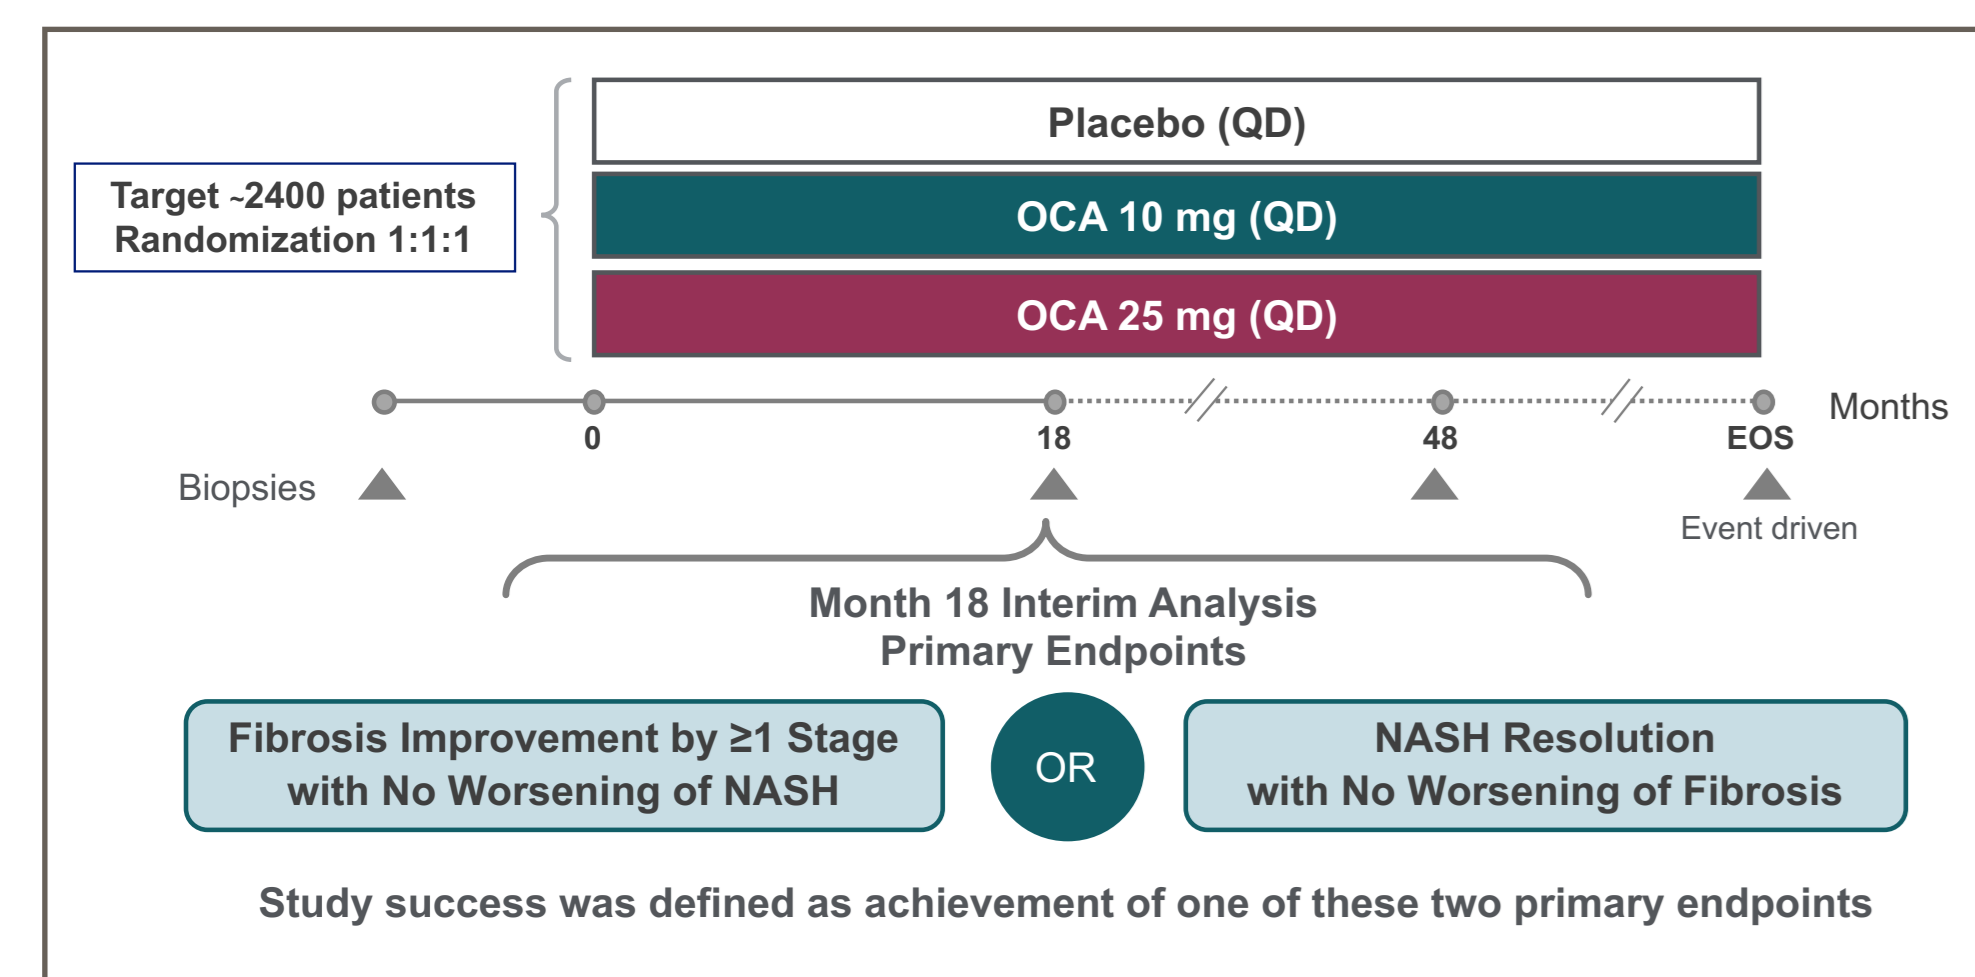 Placebo (QD)
Target ~2400 patients
Randomization 1:1:1
OCA 10 mg (QD)
OCA 25 mg (QD)
Months
0
18
48
EOS
Biopsies
Event driven
Month 18 Interim Analysis
Primary Endpoints
Fibrosis Improvement by ≥1 Stage
with No Worsening of NASH
OR
NASH Resolution
with No Worsening of Fibrosis
Study success was defined as achievement of one of these two primary endpoints